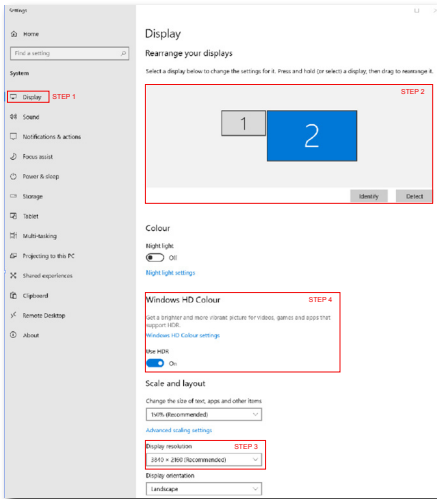 Settings
Home
Find a setting
System
Display STEP 1
Sound
Notifications & actions
Focus assist
Power & sleep
Storage
Tablet
Multi-tasking
Projecting to this PC
Shared experiences
Clipboard
Remote Desktop
About
Display
Rearrange your displays
Select a display below to change the settings for it. Press and hold (or select) a display, then drag to rearrange it.
STEP 2
1
2
Identify Detect
Colour
Night light
Off
Night light settings
Windows HD Colour STEP 4
Get a brighter and more vibrant picture for videos, games and apps that
support HDR.
Windows HD Colour settings
Use HDR
On
Scale and layout
Change the size of text, apps and other items
150% (Recommended)
Advanced scaling settings
Display resolution STEP 3
3840 × 2160 (Recommended)
Display orientation
Landscape